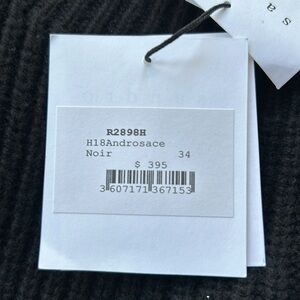 R2898H
H18Androsace
Noir 34
$ 395
3 607171 367153